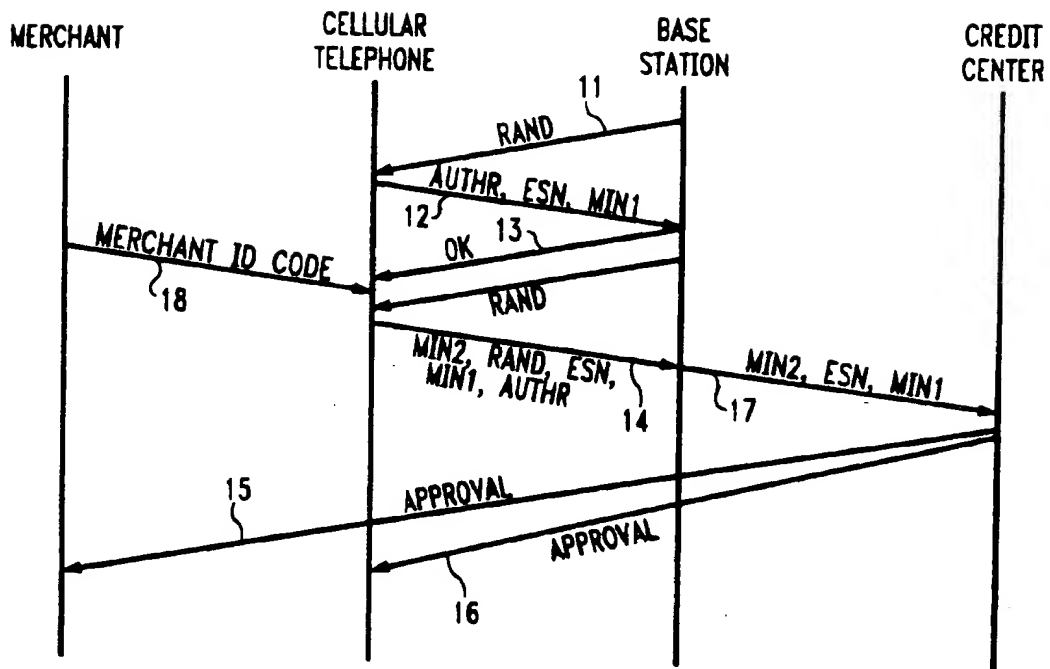 MERCHANT
CELLULAR
TELEPHONE
BASE
STATION
CREDIT
CENTER
11
RAND
AUTHR, ESN, MIN1
12
13
OK
MERCHANT ID CODE
18
RAND
MIN2, RAND, ESN,
MIN1, AUTHR
14
MIN2, ESN, MIN1
17
15
APPROVAL
APPROVAL
16